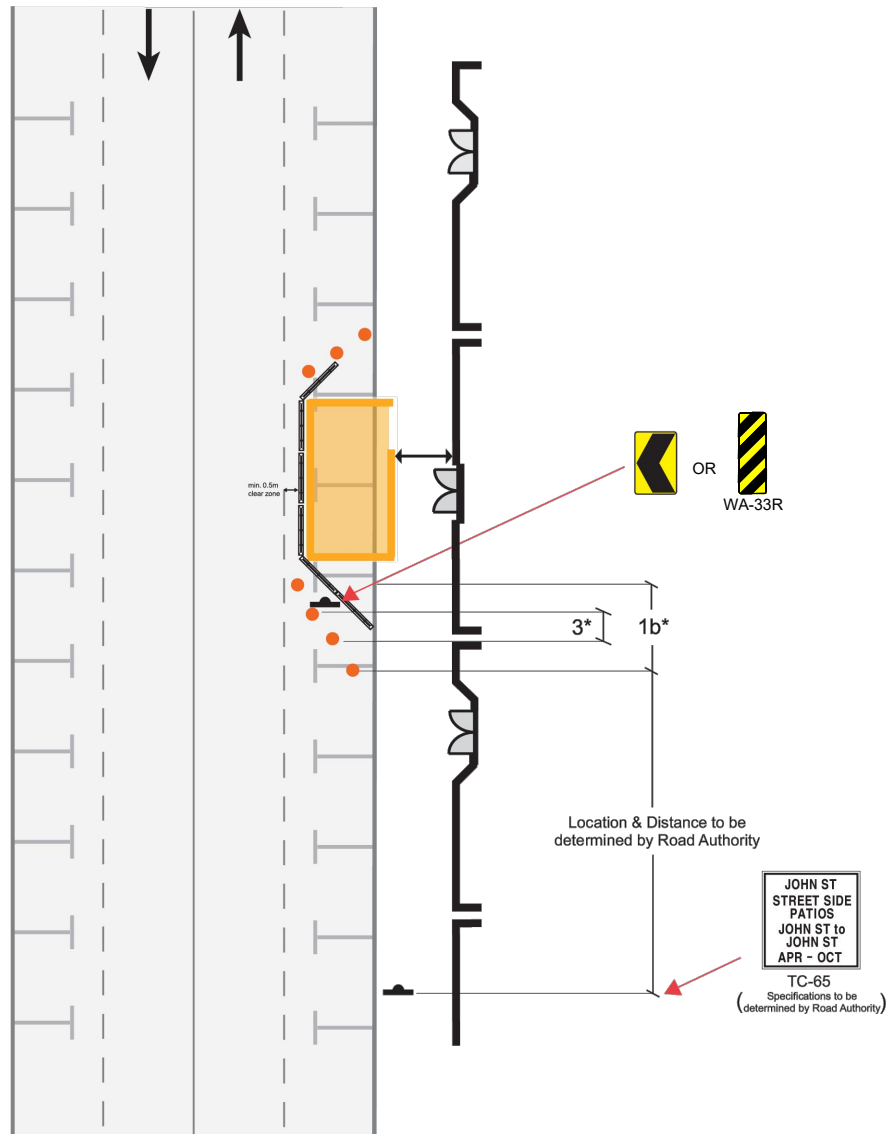 OR
WA-33R
min. 0.5m
clear zone
3*
1b*
Location & Distance to be
determined by Road Authority
JOHN ST
STREET SIDE
PATIOS
JOHN ST to
JOHN ST
APR - OCT
TC-65
(Specifications to be
determined by Road Authority)